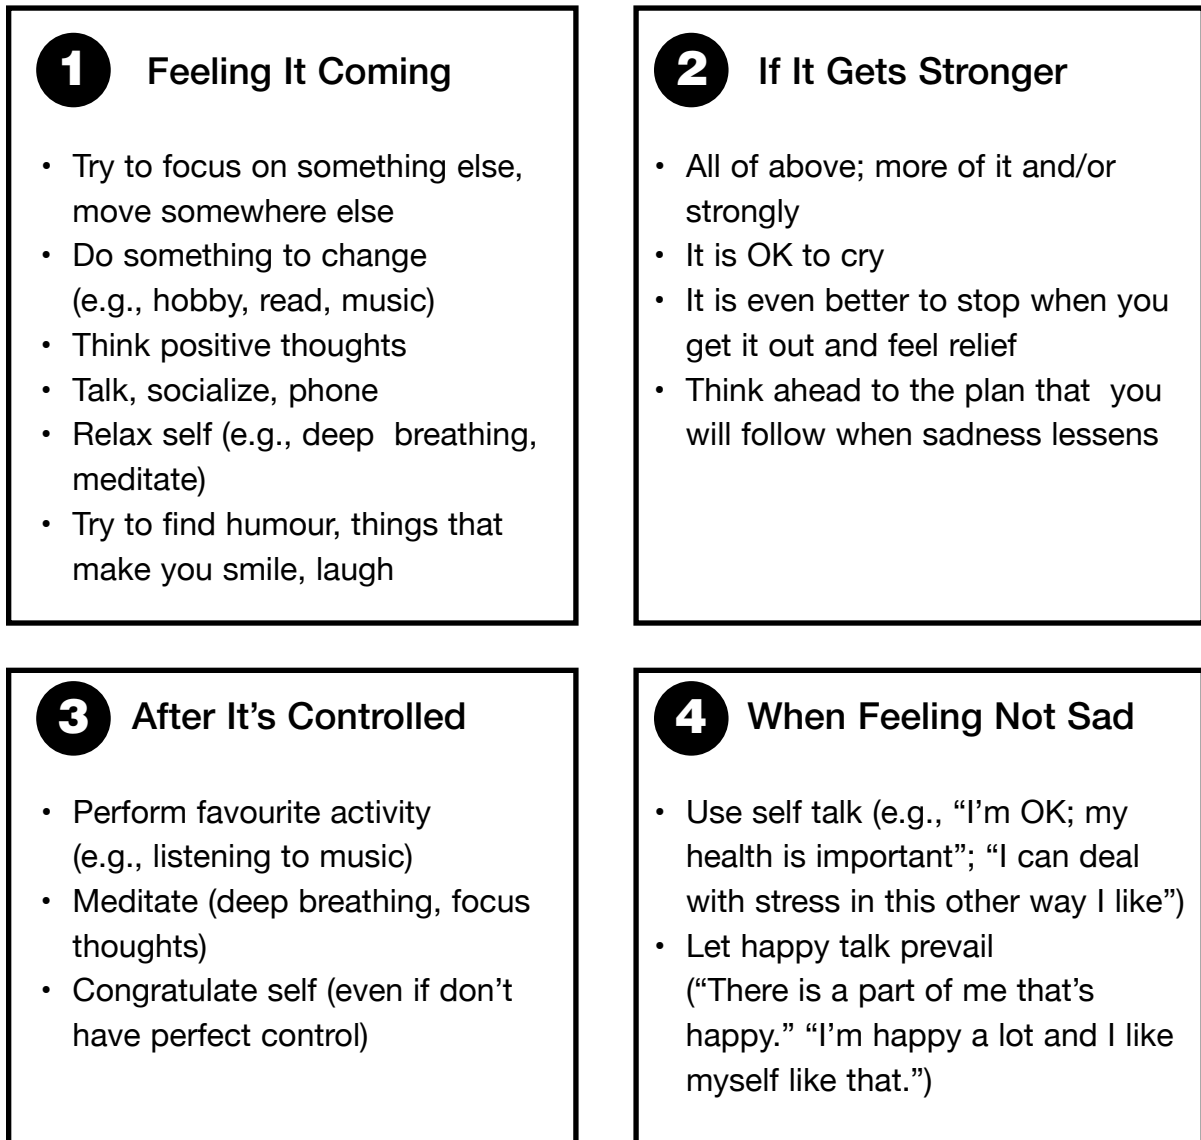 1 Feeling It Coming
• Try to focus on something else,
move somewhere else
• Do something to change
(e.g., hobby, read, music)
• Think positive thoughts
• Talk, socialize, phone
• Relax self (e.g., deep  breathing,
meditate)
• Try to find humour, things that
make you smile, laugh
2 If It Gets Stronger
• All of above; more of it and/or
strongly
• It is OK to cry
• It is even better to stop when you
get it out and feel relief
• Think ahead to the plan that  you
will follow when sadness lessens
3 After It’s Controlled
• Perform favourite activity
(e.g., listening to music)
• Meditate (deep breathing, focus
thoughts)
• Congratulate self (even if don’t
have perfect control)
4 When Feeling Not Sad
• Use self talk (e.g., “I’m OK; my
health is important”; “I can deal
with stress in this other way I like”)
• Let happy talk prevail
(“There is a part of me that’s
happy.” “I’m happy a lot and I like
myself like that.”)